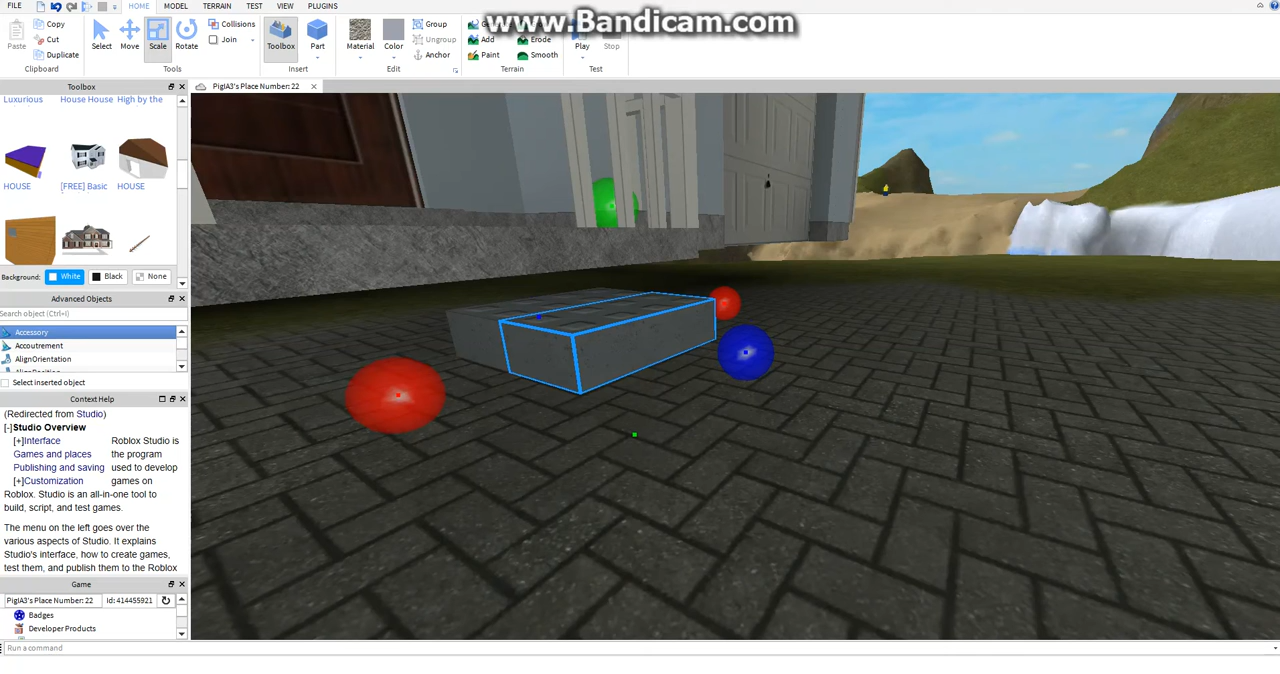 www.Bandicam.com
FILE HOME MODEL TERRAIN TEST VIEW PLUGINS
Paste Copy Cut Duplicate
Select Move Scale Rotate
Collisions
Join
Toolbox Part
Material Color
Group
Ungroup
Anchor
Add Paint Erode Smooth
Play Stop
Clipboard Tools Insert Edit Terrain Test
Toolbox
PigIA3's Place Number: 22
Luxurious House House High by the
HOUSE [FREE] Basic HOUSE
Background: White Black None
Advanced Objects
Search object (Ctrl+i)
Accessory
Accoutrement
AlignOrientation
Select inserted object
Context Help
(Redirected from Studio)
[-]Studio Overview
[+]Interface
Games and places
Publishing and saving
[+]Customization
Roblox Studio is
the program
used to develop
games on
Roblox. Studio is an all-in-one tool to
build, script, and test games.
The menu on the left goes over the
various aspects of Studio. It explains
Studio's interface, how to create games,
test them, and publish them to the Roblox
Game
PigIA3's Place Number: 22 Id: 414455921
Badges
Developer Products
Run a command